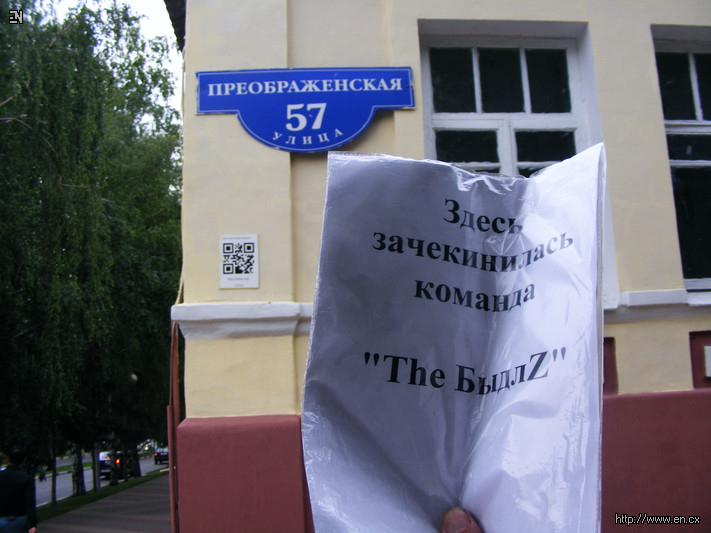 EN
ПРЕОБРАЖЕНСКАЯ
57
УЛИЦА
Здесь
зачекинилась
команда
"The БыдлZ"
http://www.en.cx